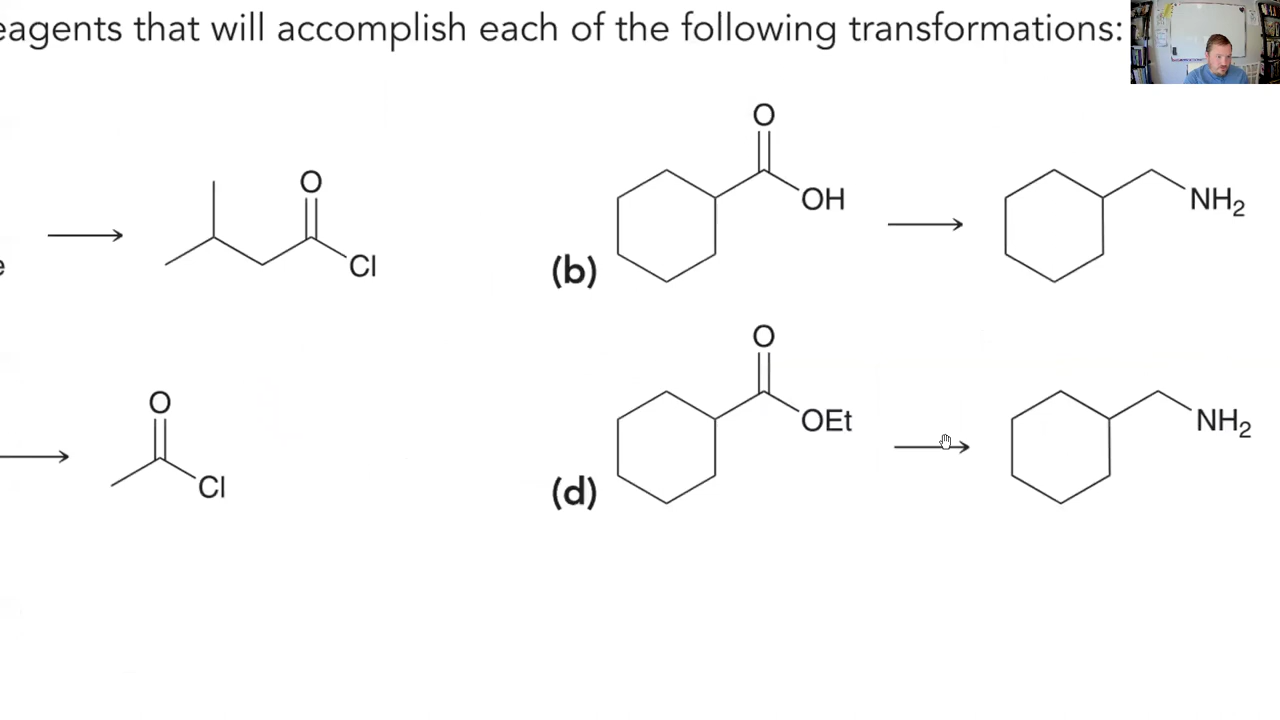 eagents that will accomplish each of the following transformations:
O
Cl
e
(b)
O
OH
NH₂
O
Cl
(d)
O
OEt
NH₂